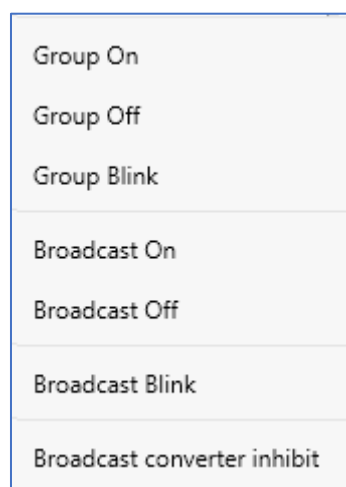 Group On
Group Off
Group Blink
Broadcast On
Broadcast Off
Broadcast Blink
Broadcast converter inhibit